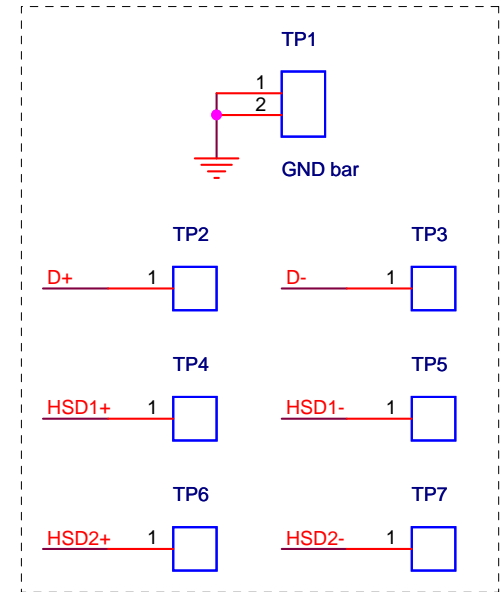 TP1
1
2
GND bar
TP2
TP3
D+ 1
D- 1
TP4
TP5
HSD1+ 1
HSD1- 1
TP6
TP7
HSD2+ 1
HSD2- 1